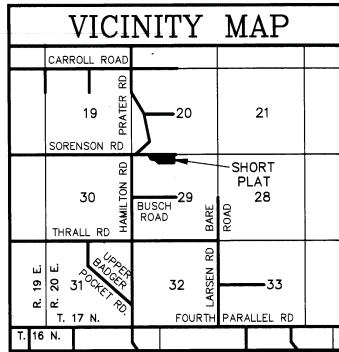 VICINITY MAP
CARROLL ROAD
PRATER RD
19
20
21
SORENSON RD
SHORT
PLAT
HAMILTON RD
30
BUSCH
ROAD
29
BARE
ROAD
28
THRALL RD
R. 19 E.
R. 20 E.
31
UPPER
BADGER
POCKET RD.
32
LARSEN RD
33
T. 17 N.
FOURTH PARALLEL RD
T. 16 N.